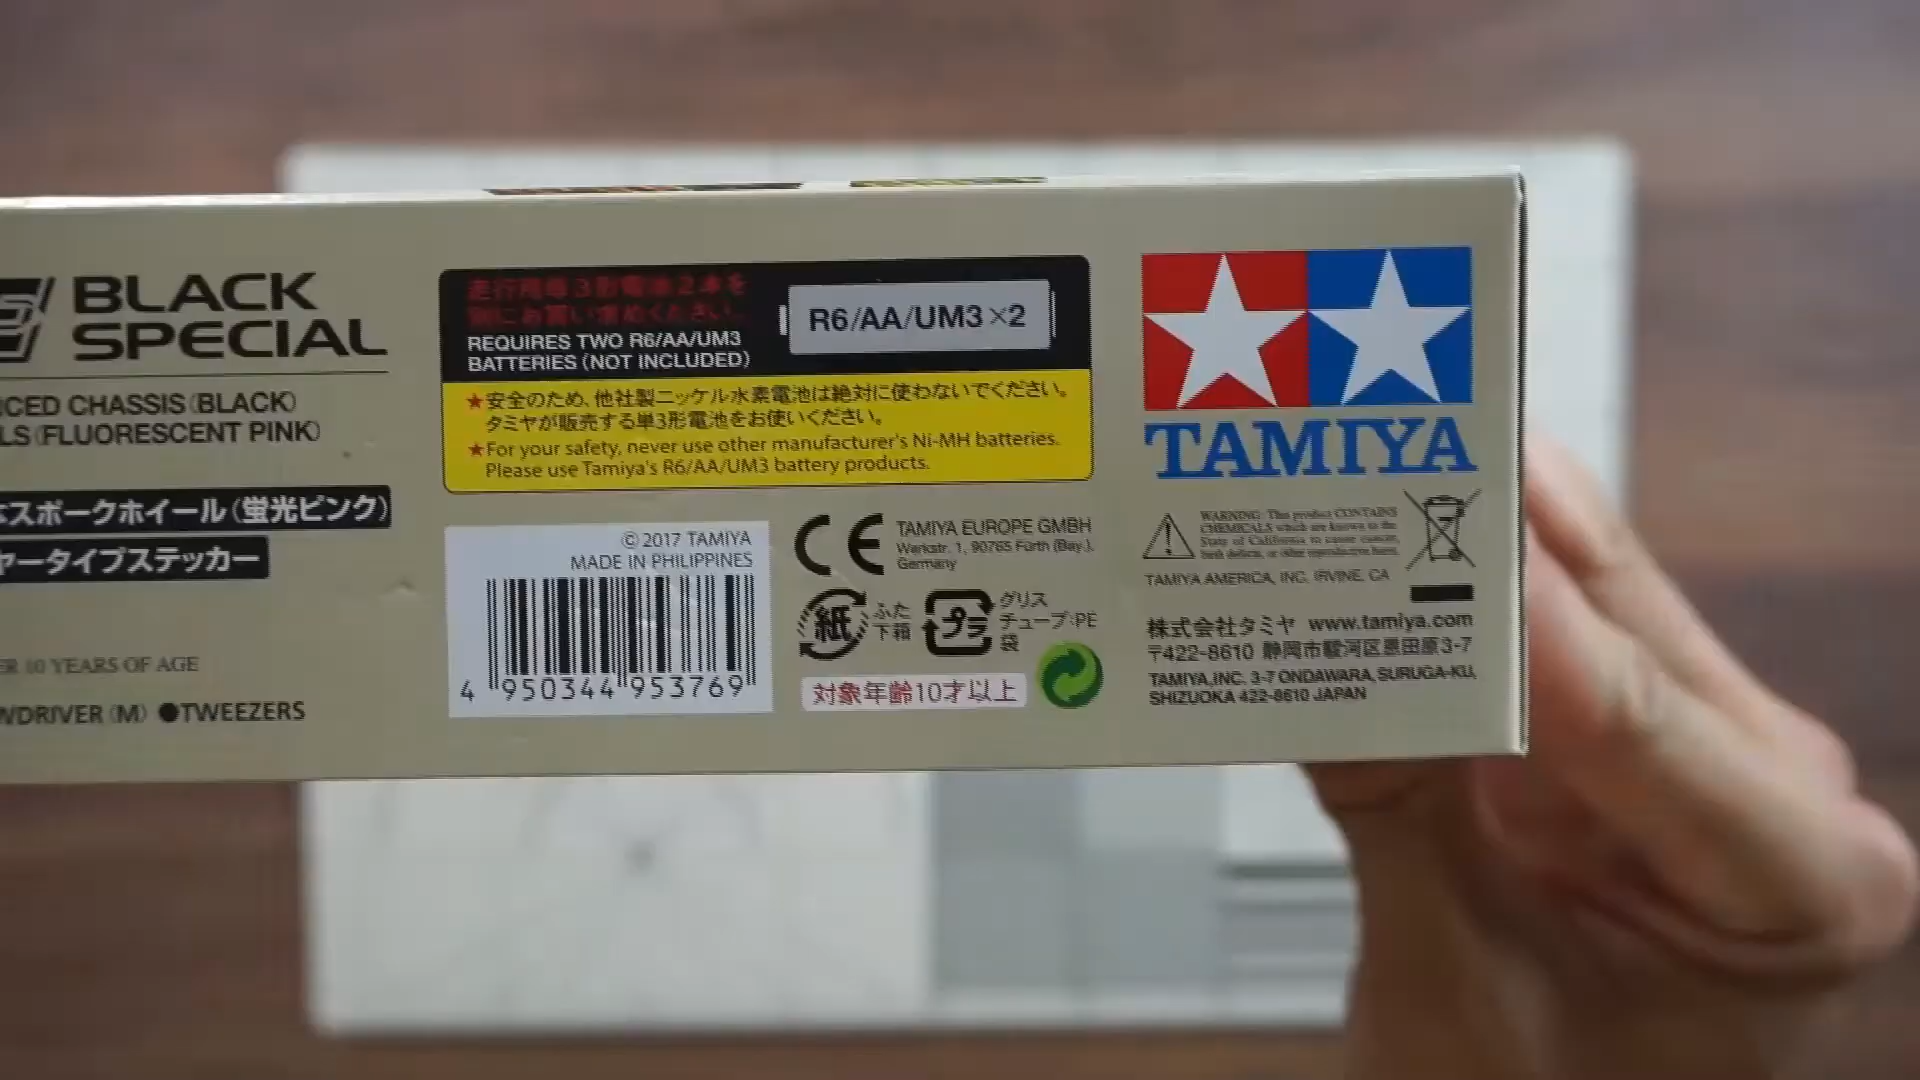 BLACK
SPECIAL
CED CHASSIS (BLACK)
LS (FLUORESCENT PINK)
スポークホイール(蛍光ピンク)
ータイプステッカー
10 YEARS OF AGE
WDRIVER (M) ●TWEEZERS
走行用単3形電池2本を
別にお買い求めください。
REQUIRES TWO R6/AA/UM3
BATTERIES (NOT INCLUDED)
R6/AA/UM3×2
★安全のため、他社製ニッケル水素電池は絶対に使わないでください。
タミヤが販売する単3形電池をお使いください。
★For your safety, never use other manufacturer's Ni-MH batteries.
Please use Tamiya's R6/AA/UM3 battery products.
©2017 TAMIYA
MADE IN PHILIPPINES
4 950344 953769
CE
TAMIYA EUROPE GMBH
Werkstr. 1, 90765 Fürth (Bay.),
Germany
紙
ふた
下箱
プラ
グリス
チューブ:PE
袋
対象年齢10才以上
TAMIYA
WARNING: This product CONTAINS
CHEMICALS which are known to the
State of California to cause cancer,
birth defects, or other reproductive harm.
TAMIYA AMERICA, INC. IRVINE, CA
株式会社タミヤ www.tamiya.com
〒422-8610 静岡市駿河区恩田原3-7
TAMIYA,INC. 3-7 ONDAWARA, SURUGA-KU,
SHIZUOKA 422-8610 JAPAN